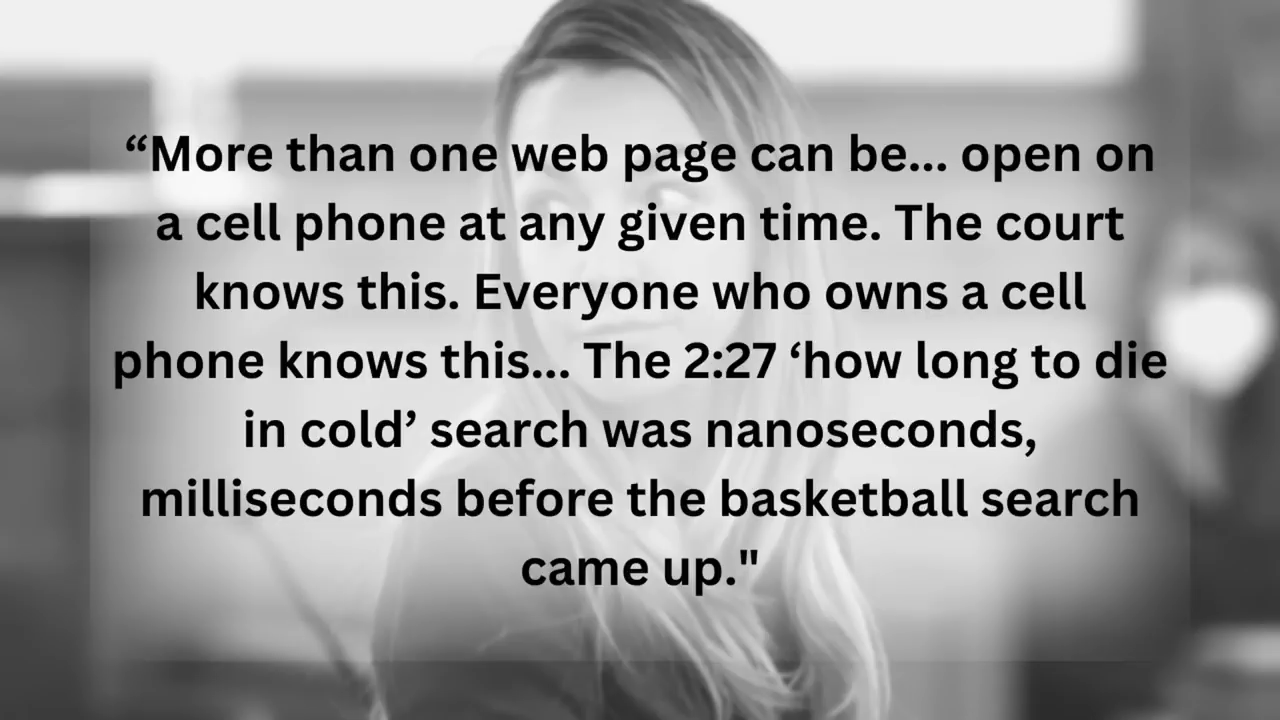 “More than one web page can be... open on
a cell phone at any given time. The court
knows this. Everyone who owns a cell
phone knows this... The 2:27 ‘how long to die
in cold’ search was nanoseconds,
milliseconds before the basketball search
came up."